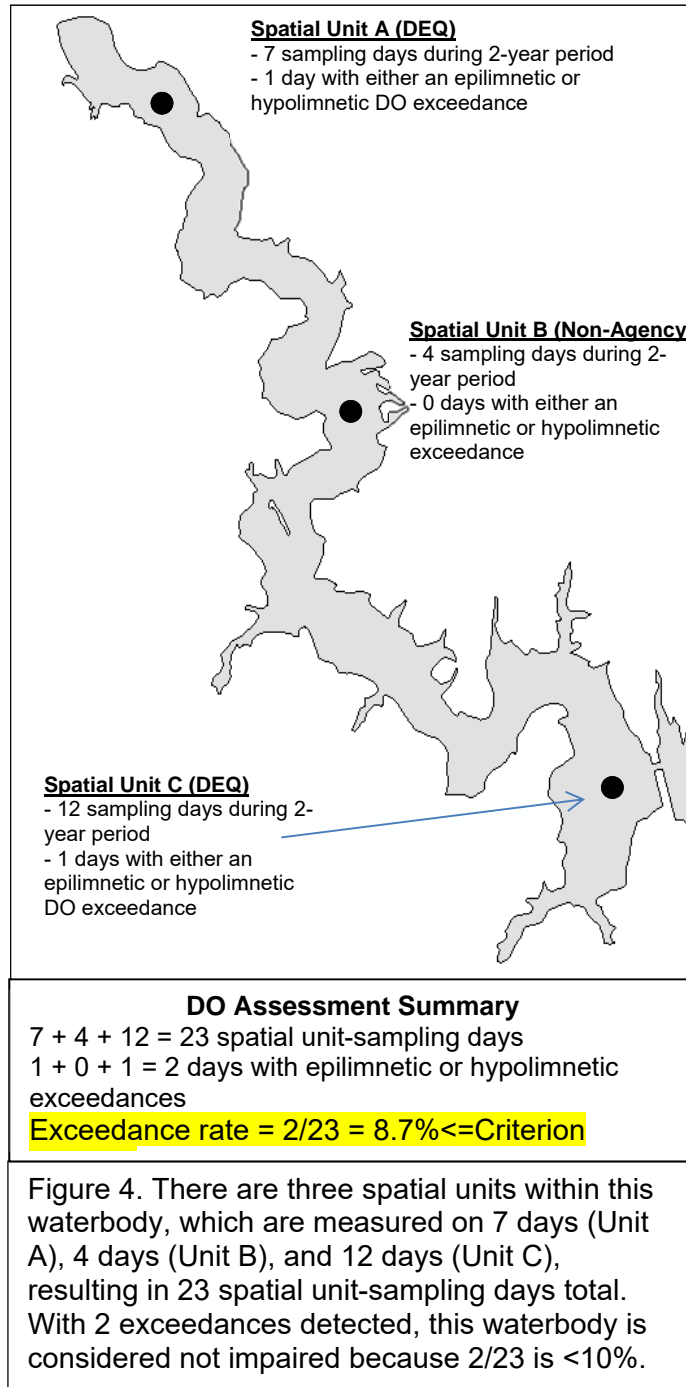 Spatial Unit A (DEQ)
- 7 sampling days during 2-year period
- 1 day with either an epilimnetic or
hypolimnetic DO exceedance
Spatial Unit B (Non-Agency
- 4 sampling days during 2-
year period
- 0 days with either an
epilimnetic or hypolimnetic
exceedance
Spatial Unit C (DEQ)
- 12 sampling days during 2-
year period
- 1 days with either an
epilimnetic or hypolimnetic
DO exceedance
DO Assessment Summary
7 + 4 + 12 = 23 spatial unit-sampling days
1 + 0 + 1 = 2 days with epilimnetic or hypolimnetic
exceedances
Exceedance rate = 2/23 = 8.7%<=Criterion
Figure 4. There are three spatial units within this
waterbody, which are measured on 7 days (Unit
A), 4 days (Unit B), and 12 days (Unit C),
resulting in 23 spatial unit-sampling days total.
With 2 exceedances detected, this waterbody is
considered not impaired because 2/23 is <10%.